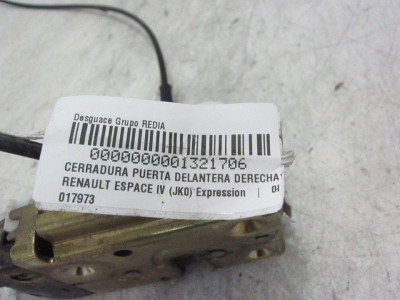 Desguace Grupo REDIA
0000000001321706
CERRADURA PUERTA DELANTERA DERECHA
RENAULT ESPACE IV (JK0) Expression | 04
017973